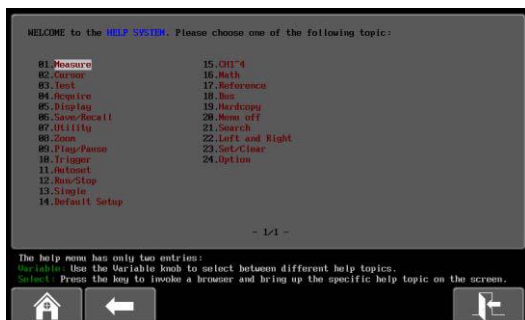 WELCOME to the HELP SYSTEM. Please choose one of the following topic:
01.Measure
02.Cursor
03.Test
04.Acquire
05.Display
06.Save/Recall
07.Utility
08.Zoom
09.Play/Pause
10.Trigger
11.Autoset
12.Run/Stop
13.Single
14.Default Setup
15.CH1~4
16.Math
17.Reference
18.Bus
19.Hardcopy
20.Menu off
21.Search
22.Left and Right
23.Set/Clear
24.Option
- 1/1 -
The help menu has only two entries:
Variable: Use the Variable knob to select between different help topics.
Select: Press the key to invoke a browser and bring up the specific help topic on the screen.